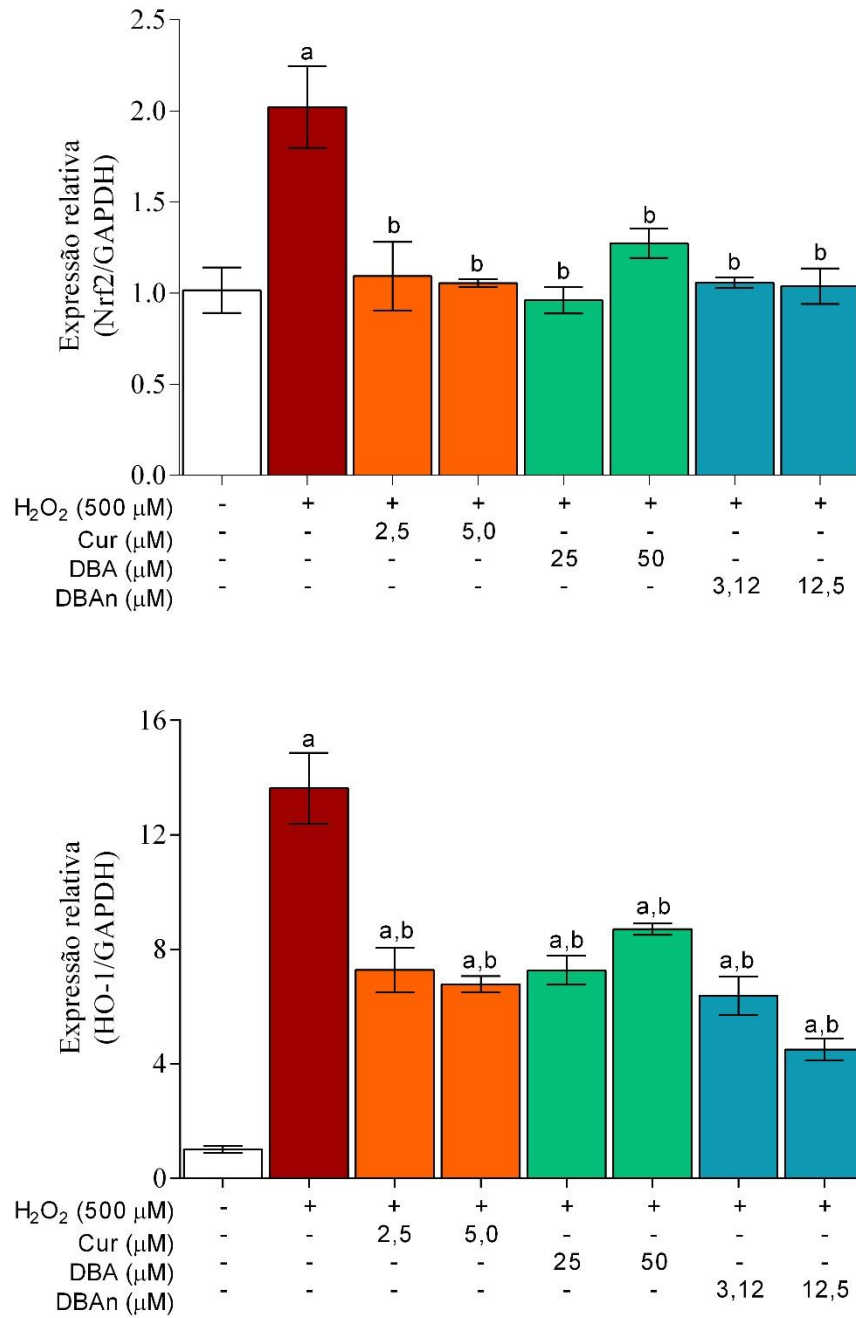 2.5
a
2.0
Expressão relativa
(Nrf2/GAPDH)
1.5
b b b b b b
1.0
0.5
0.0
H₂O₂ (500 μM) - + + + + + + +
Cur (μM) - - 2,5 5,0 - - - -
DBA (μM) - - - - 25 50 - -
DBAn (μM) - - - - - - 3,12 12,5
16
a
12
Expressão relativa
(HO-1/GAPDH)
8
a,b a,b a,b a,b a,b a,b
4
0
H₂O₂ (500 μM) - + + + + + + +
Cur (μM) - - 2,5 5,0 - - - -
DBA (μM) - - - - 25 50 - -
DBAn (μM) - - - - - - 3,12 12,5